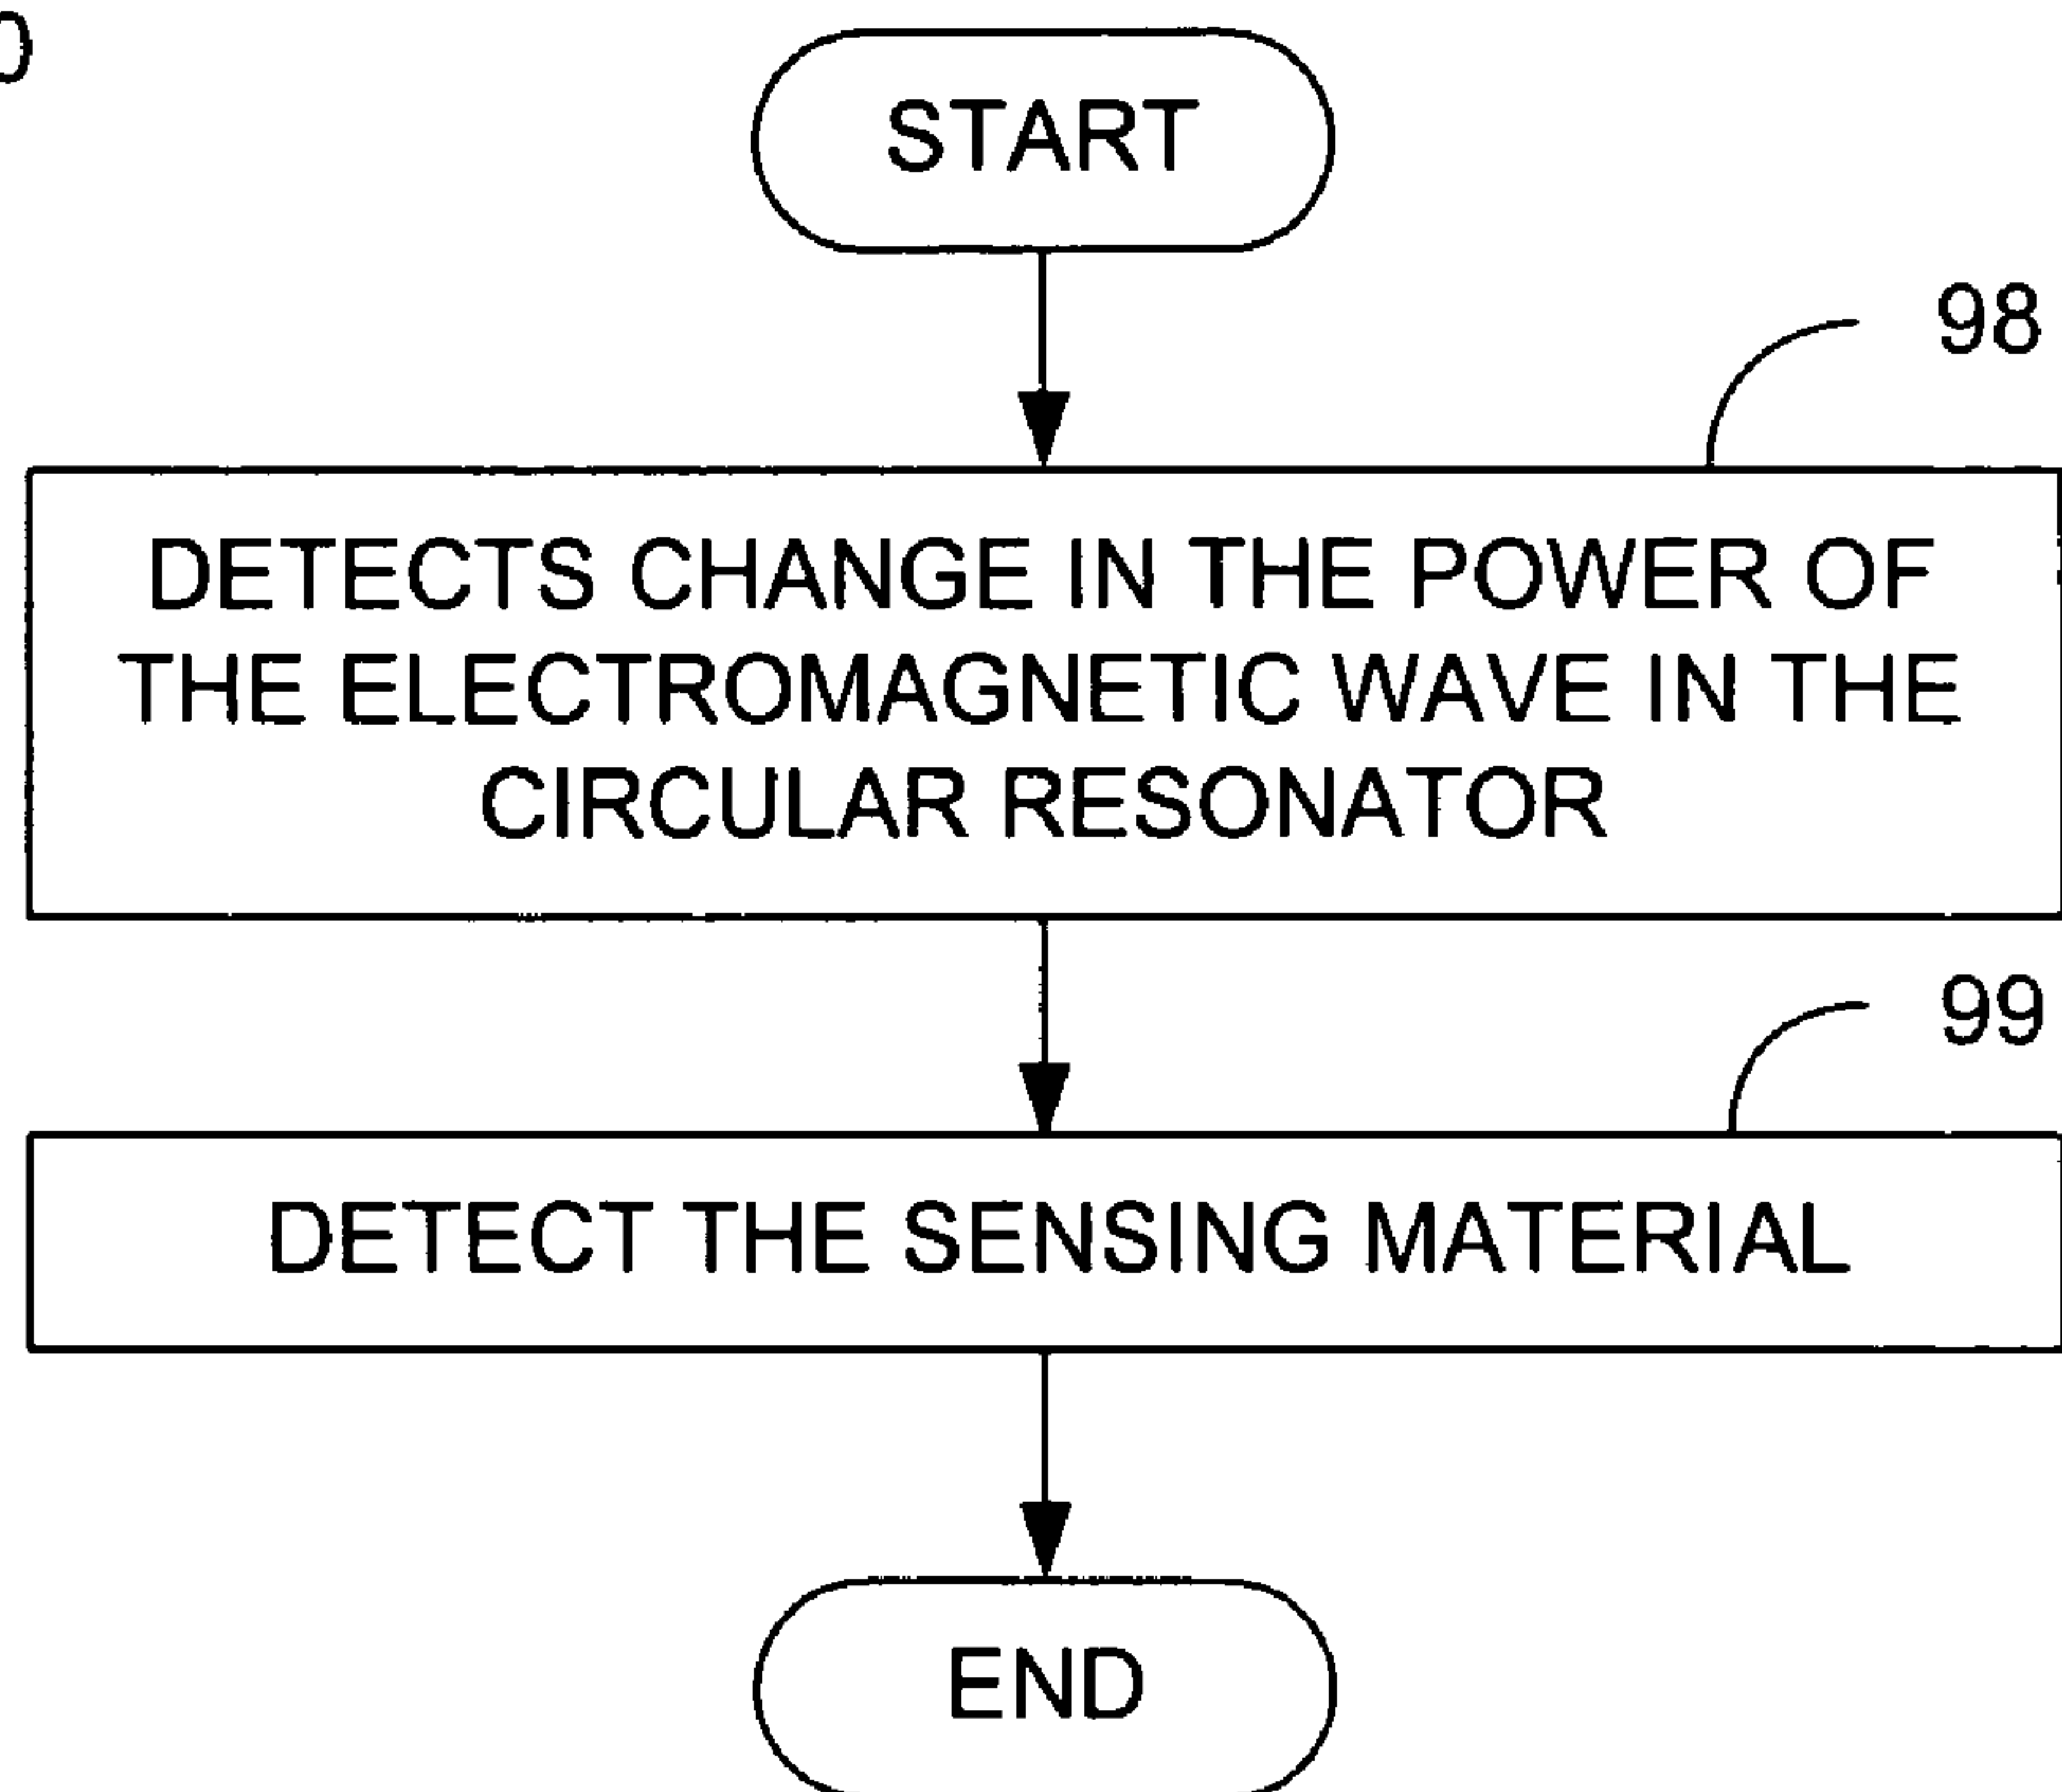 START
98
DETECTS CHANGE IN THE POWER OF
THE ELECTROMAGNETIC WAVE IN THE
CIRCULAR RESONATOR
99
DETECT THE SENSING MATERIAL
END